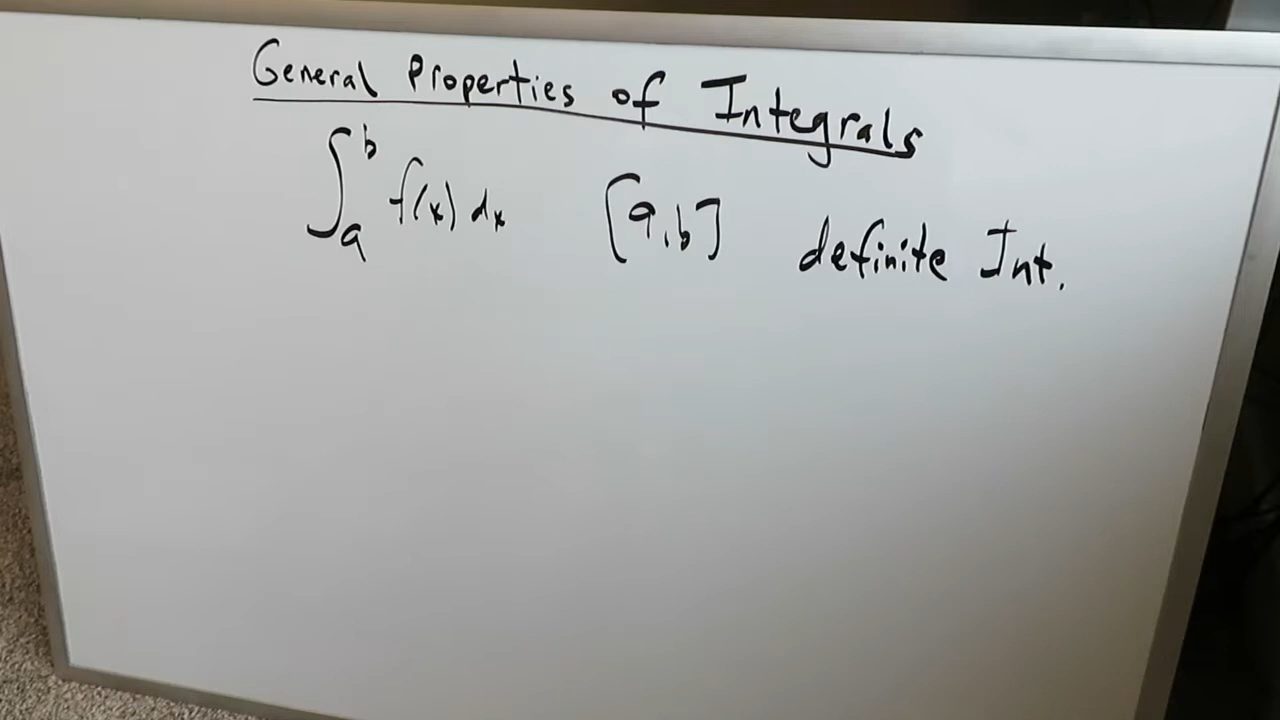 General Properties of Integrals
∫_a^b f(x) dx [a,b] definite Int.